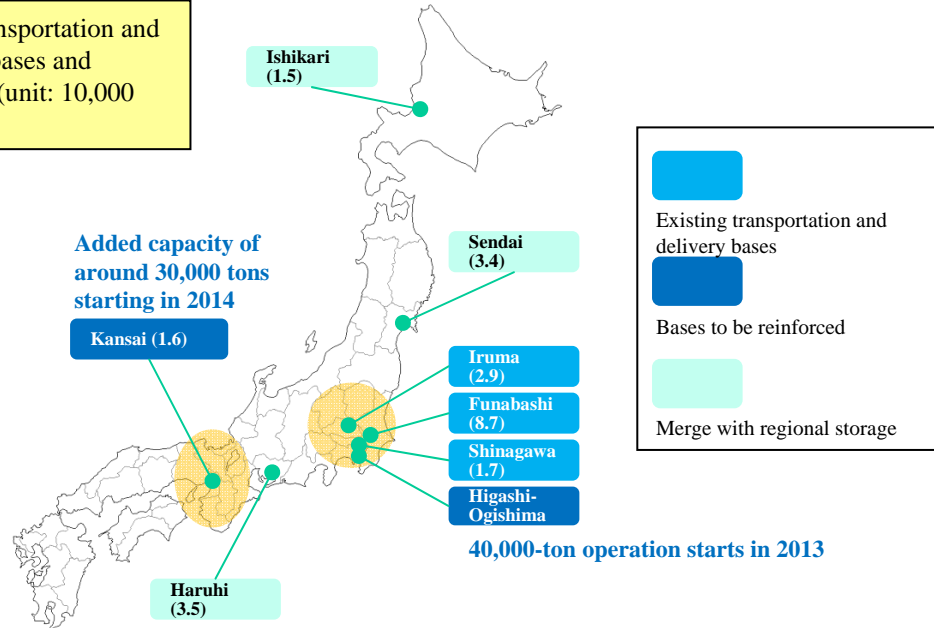 nsportation and
bases and
(unit: 10,000
Ishikari
(1.5)
Added capacity of
around 30,000 tons
starting in 2014
Kansai (1.6)
Sendai
(3.4)
Iruma
(2.9)
Funabashi
(8.7)
Shinagawa
(1.7)
Higashi-
Ogishima
40,000-ton operation starts in 2013
Haruhi
(3.5)
Existing transportation and
delivery bases
Bases to be reinforced
Merge with regional storage